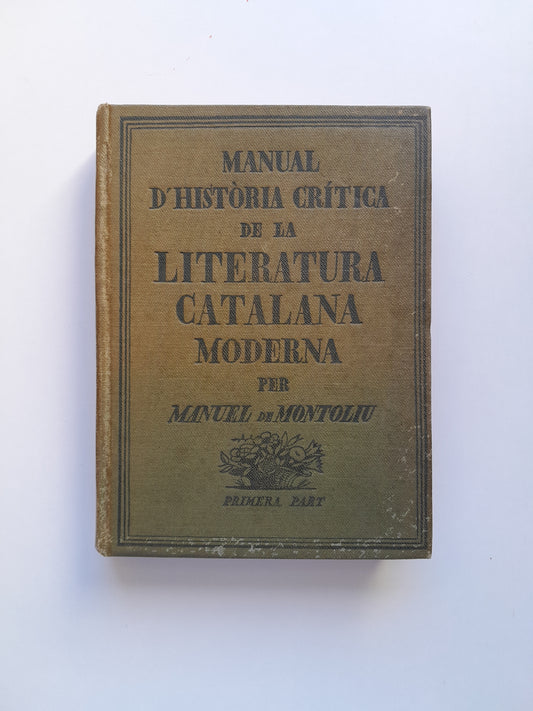 MANUAL
D'HISTÒRIA CRÍTICA
DE LA
LITERATURA
CATALANA
MODERNA
PER
MANUEL DE MONTOLIU
PRIMERA PART